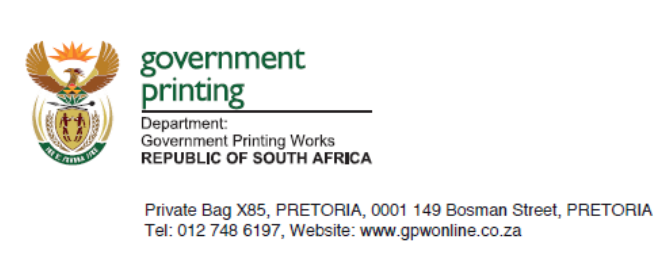 government
printing
Department:
Government Printing Works
REPUBLIC OF SOUTH AFRICA
Private Bag X85, PRETORIA, 0001 149 Bosman Street, PRETORIA
Tel: 012 748 6197, Website: www.gpwonline.co.za